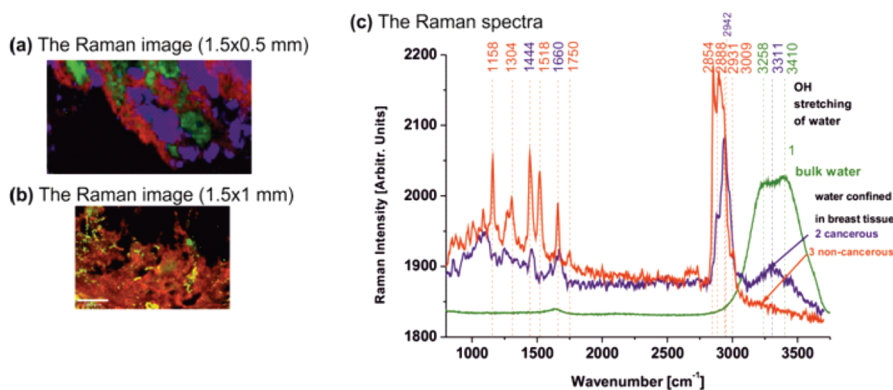 (a) The Raman image (1.5x0.5 mm)
(b) The Raman image (1.5x1 mm)
(c) The Raman spectra
2942
1158
1304
1444
1518
1660
1750
2854
2888
2931
3009
3258
3311
3410
2200
2100
2000
1900
1800
Raman Intensity [Arbitr. Units]
OH
stretching
of water
1
bulk water
water confined
in breast tissue
2 cancerous
3 non-cancerous
1000 1500 2000 2500 3000 3500
Wavenumber [cm⁻¹]